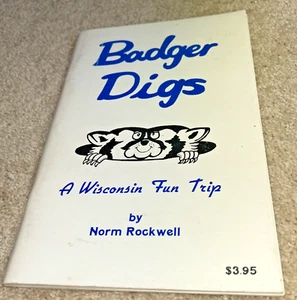 Badger
Digs
A Wisconsin Fun Trip
by
Norm Rockwell
$3.95